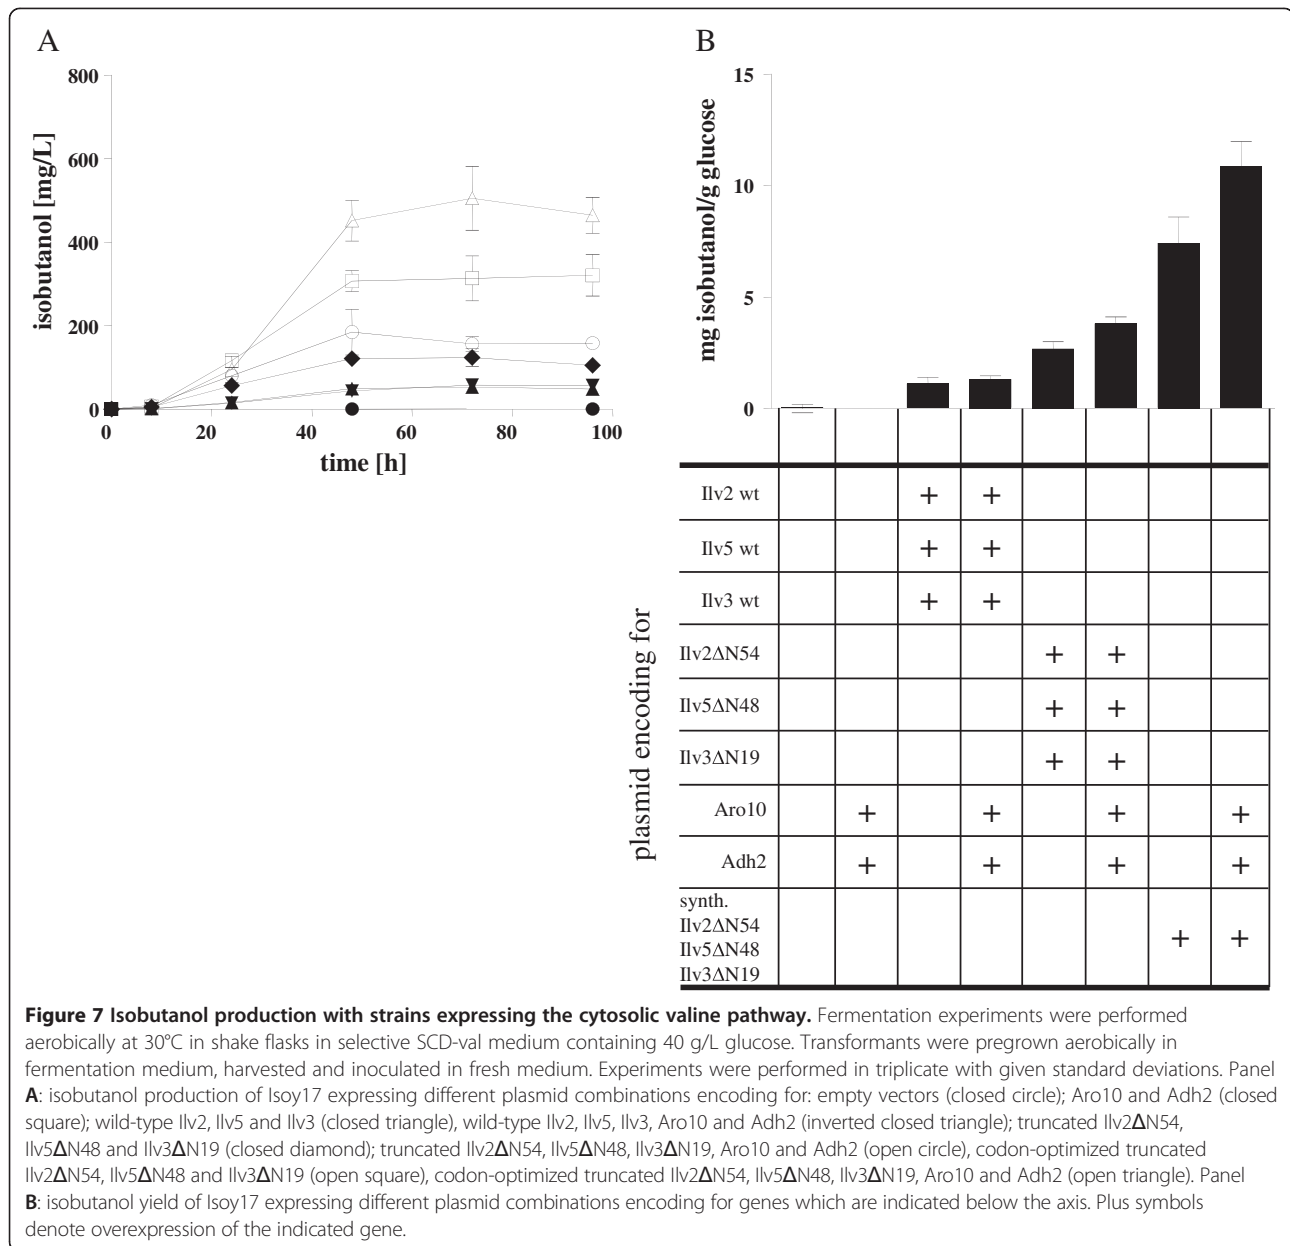 A
B
800
600
400
200
0
isobutanol [mg/L]
0 20 40 60 80 100
time [h]
15
10
5
0
mg isobutanol/g glucose
plasmid encoding for
Ilv2 wt + +
Ilv5 wt + +
Ilv3 wt + +
Ilv2ΔN54 + +
Ilv5ΔN48 + +
Ilv3ΔN19 + +
Aro10 + + + +
Adh2 + + + +
synth.
Ilv2ΔN54
Ilv5ΔN48 + +
Ilv3ΔN19
Figure 7 Isobutanol production with strains expressing the cytosolic valine pathway. Fermentation experiments were performed
aerobically at 30°C in shake flasks in selective SCD-val medium containing 40 g/L glucose. Transformants were pregrown aerobically in
fermentation medium, harvested and inoculated in fresh medium. Experiments were performed in triplicate with given standard deviations. Panel
A: isobutanol production of Isoy17 expressing different plasmid combinations encoding for: empty vectors (closed circle); Aro10 and Adh2 (closed
square); wild-type Ilv2, Ilv5 and Ilv3 (closed triangle), wild-type Ilv2, Ilv5, Ilv3, Aro10 and Adh2 (inverted closed triangle); truncated Ilv2ΔN54,
Ilv5ΔN48 and Ilv3ΔN19 (closed diamond); truncated Ilv2ΔN54, Ilv5ΔN48, Ilv3ΔN19, Aro10 and Adh2 (open circle), codon-optimized truncated
Ilv2ΔN54, Ilv5ΔN48 and Ilv3ΔN19 (open square), codon-optimized truncated Ilv2ΔN54, Ilv5ΔN48, Ilv3ΔN19, Aro10 and Adh2 (open triangle). Panel
B: isobutanol yield of Isoy17 expressing different plasmid combinations encoding for genes which are indicated below the axis. Plus symbols
denote overexpression of the indicated gene.